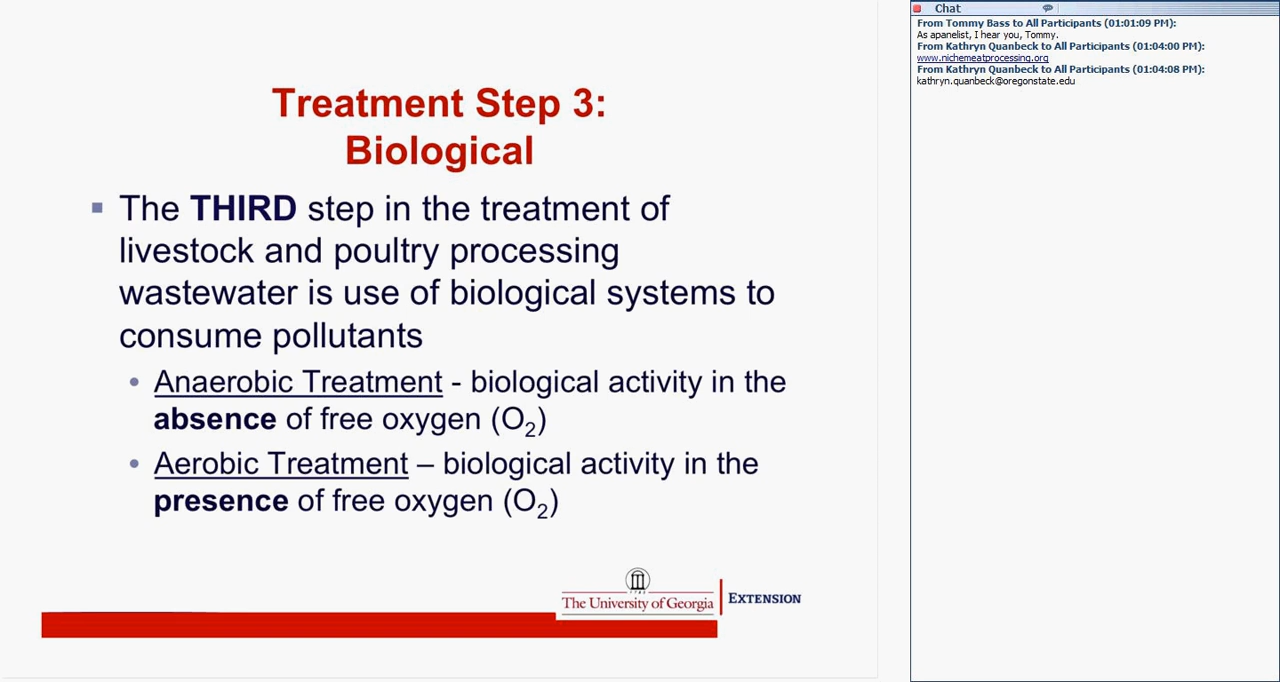 Treatment Step 3:
Biological
▪ The THIRD step in the treatment of
livestock and poultry processing
wastewater is use of biological systems to
consume pollutants
• Anaerobic Treatment - biological activity in the
absence of free oxygen (O2)
• Aerobic Treatment – biological activity in the
presence of free oxygen (O2)
The University of Georgia | EXTENSION
Chat
From Tommy Bass to All Participants (01:01:09 PM):
As apanelist, I hear you, Tommy.
From Kathryn Quanbeck to All Participants (01:04:00 PM):
www.nichemeatprocessing.org
From Kathryn Quanbeck to All Participants (01:04:08 PM):
kathryn.quanbeck@oregonstate.edu